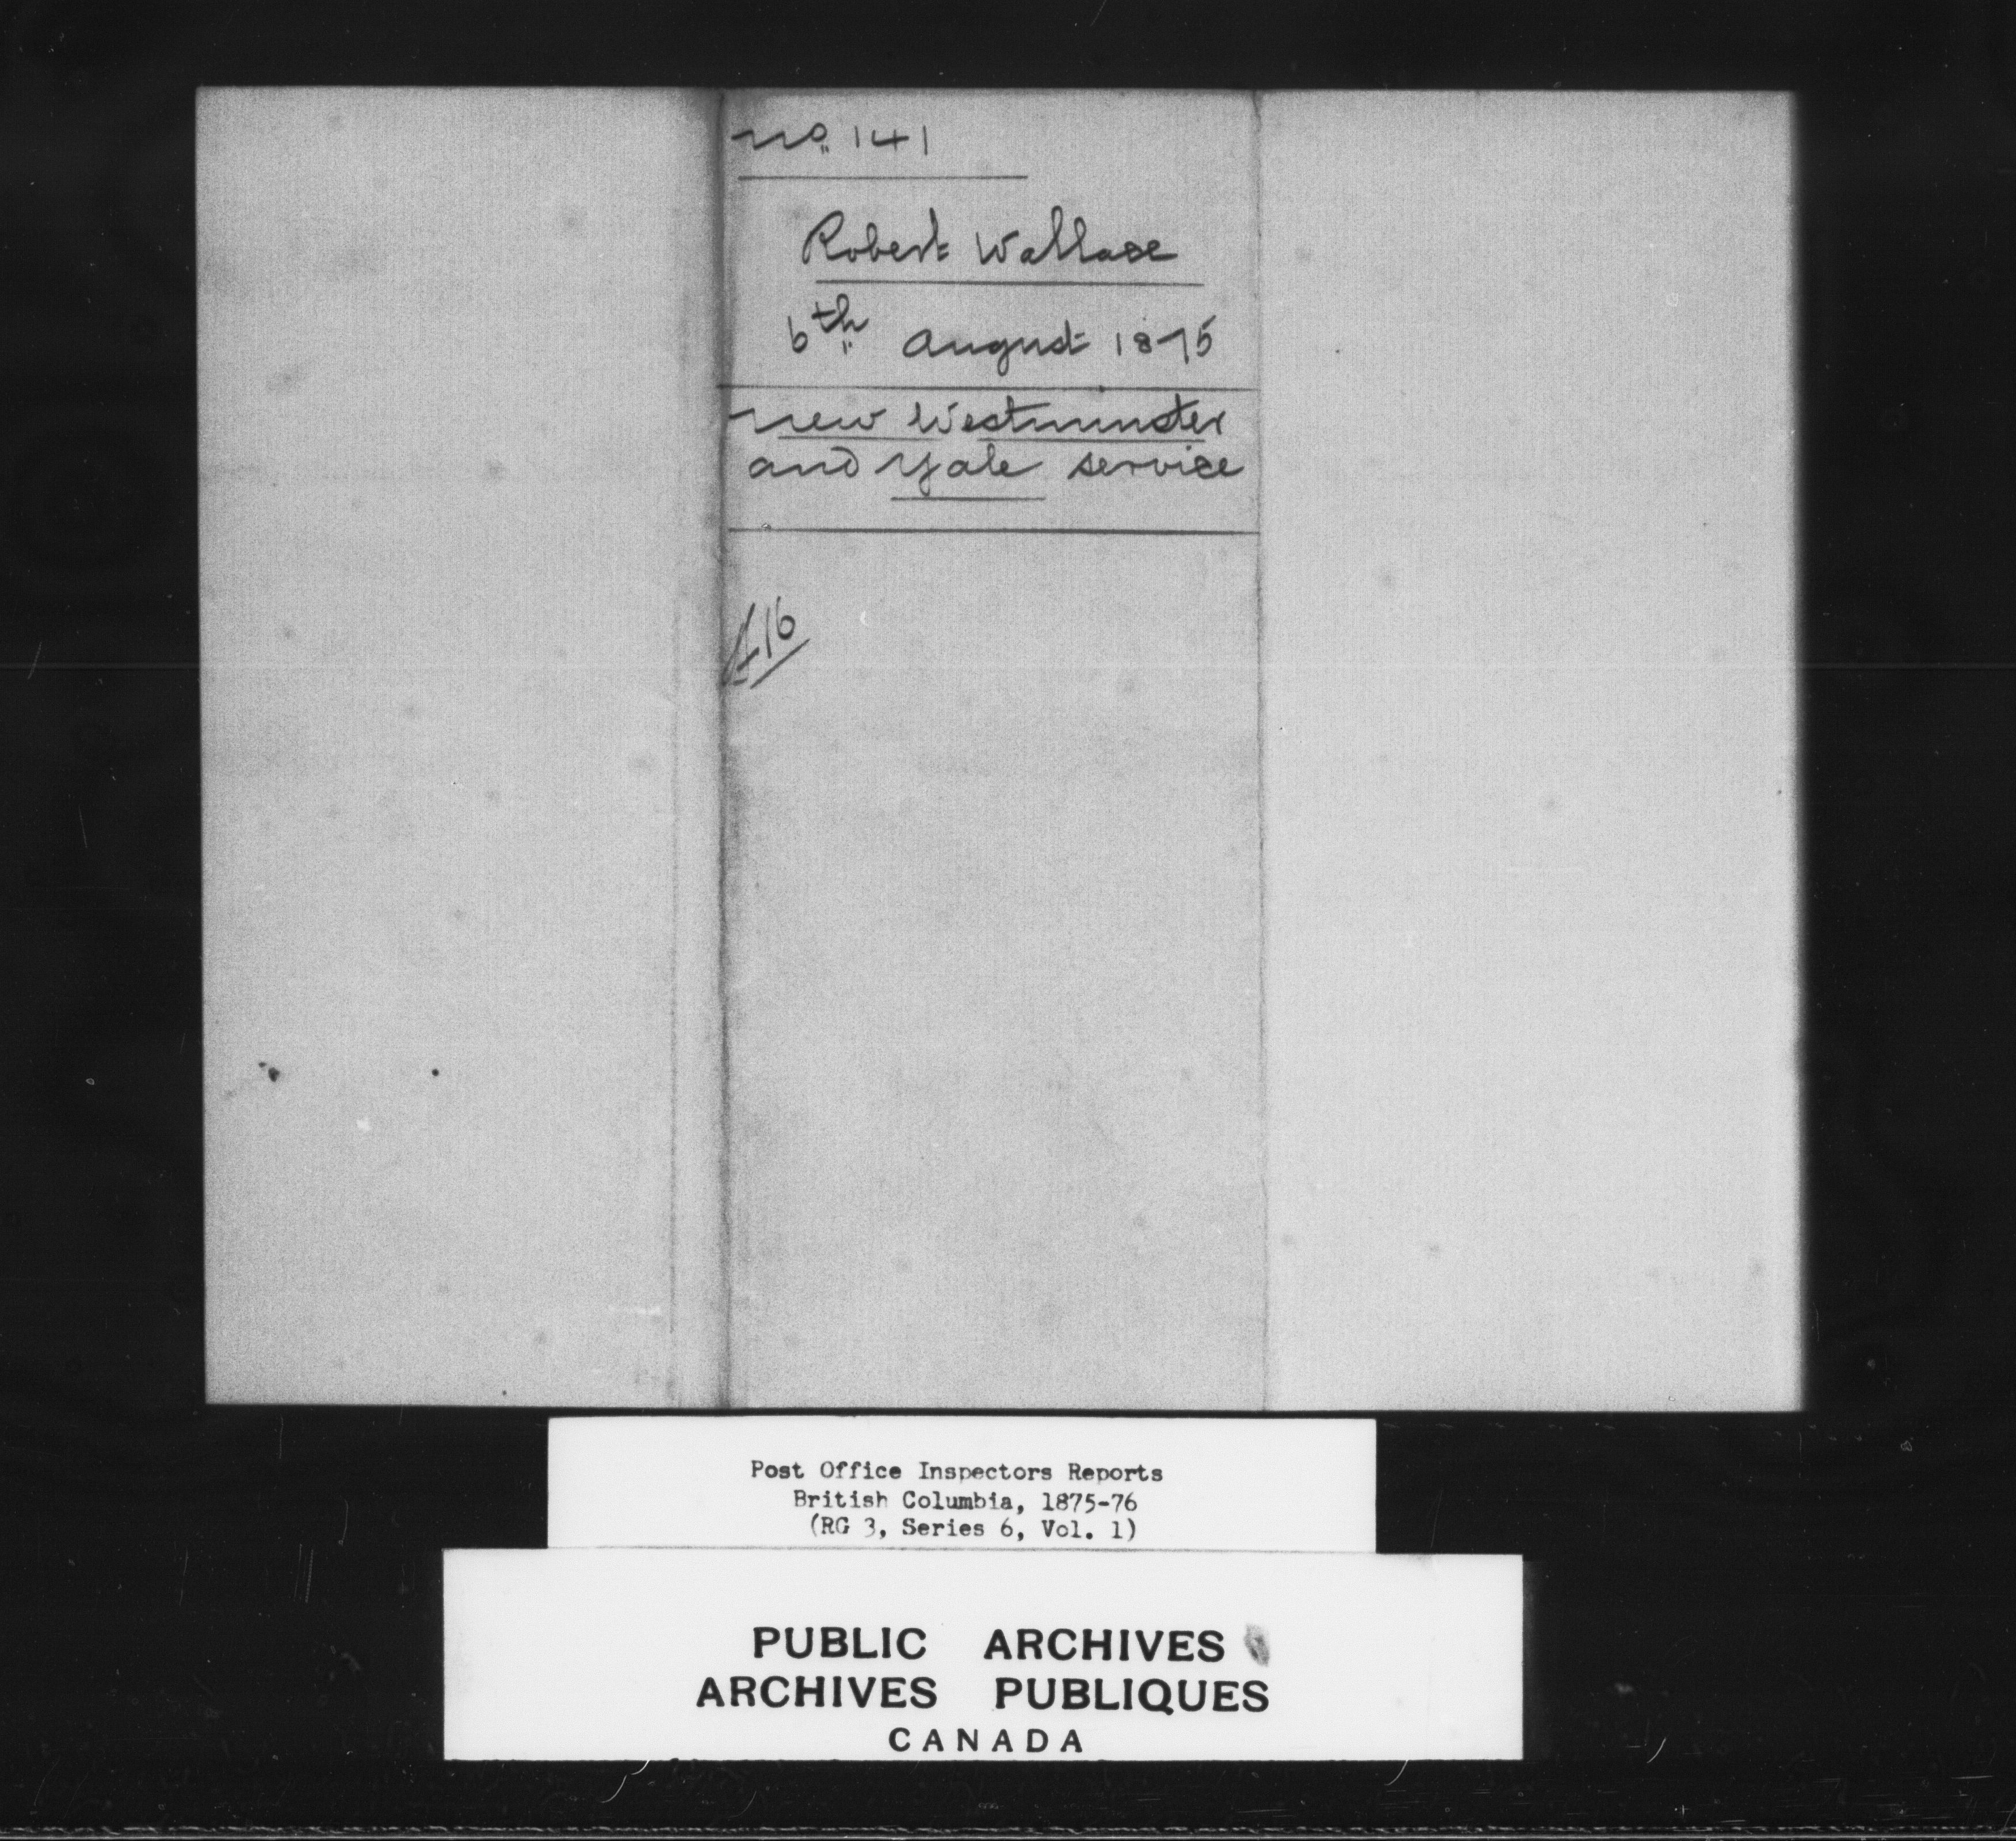 No. 141
Robert Wallace
6th August 1875
New Westminster
and Yale service
416
Post Office Inspectors Reports
British Columbia, 1875-76
(RG 3, Series 6, Vol. 1)
PUBLIC ARCHIVES
ARCHIVES PUBLIQUES
CANADA